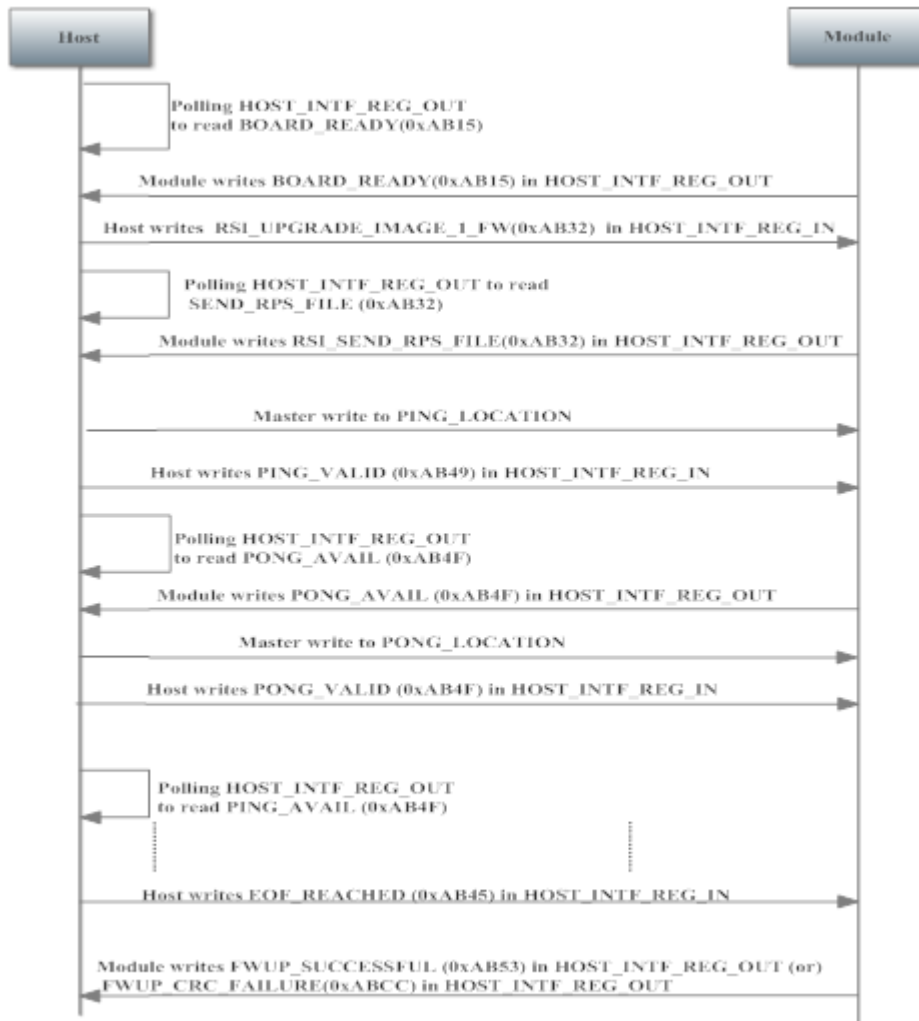 Host
Module
Polling HOST_INTF_REG_OUT
to read BOARD_READY(0xAB15)
Module writes BOARD_READY(0xAB15) in HOST_INTF_REG_OUT
Host writes RSI_UPGRADE_IMAGE_1_FW(0xAB32) in HOST_INTF_REG_IN
Polling HOST_INTF_REG_OUT to read
SEND_RPS_FILE (0xAB32)
Module writes RSI_SEND_RPS_FILE(0xAB32) in HOST_INTF_REG_OUT
Master write to PING_LOCATION
Host writes PING_VALID (0xAB49) in HOST_INTF_REG_IN
Polling HOST_INTF_REG_OUT
to read PONG_AVAIL (0xAB4F)
Module writes PONG_AVAIL (0xAB4F) in HOST_INTF_REG_OUT
Master write to PONG_LOCATION
Host writes PONG_VALID (0xAB4F) in HOST_INTF_REG_IN
Polling HOST_INTF_REG_OUT
to read PING_AVAIL (0xAB4F)
Host writes EOF_REACHED (0xAB45) in HOST_INTF_REG_IN
Module writes FWUP_SUCCESSFUL (0xAB53) in HOST_INTF_REG_OUT (or)
FWUP_CRC_FAILURE(0xABCC) in HOST_INTF_REG_OUT